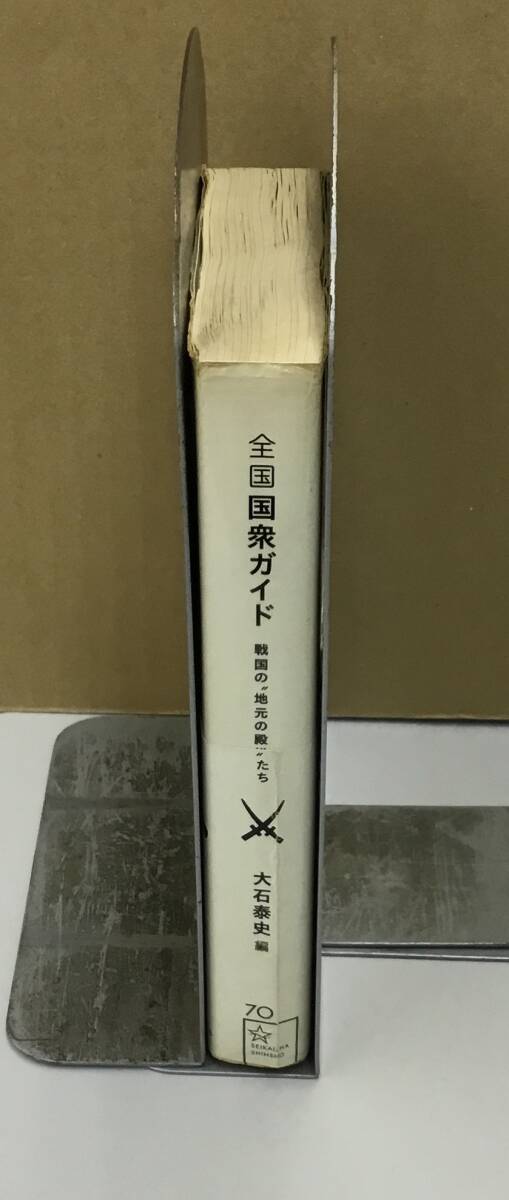 全国国衆ガイド
戦国の“地元の殿様”たち
大石泰史 編
70
SEIKAISHA
SHINSHO